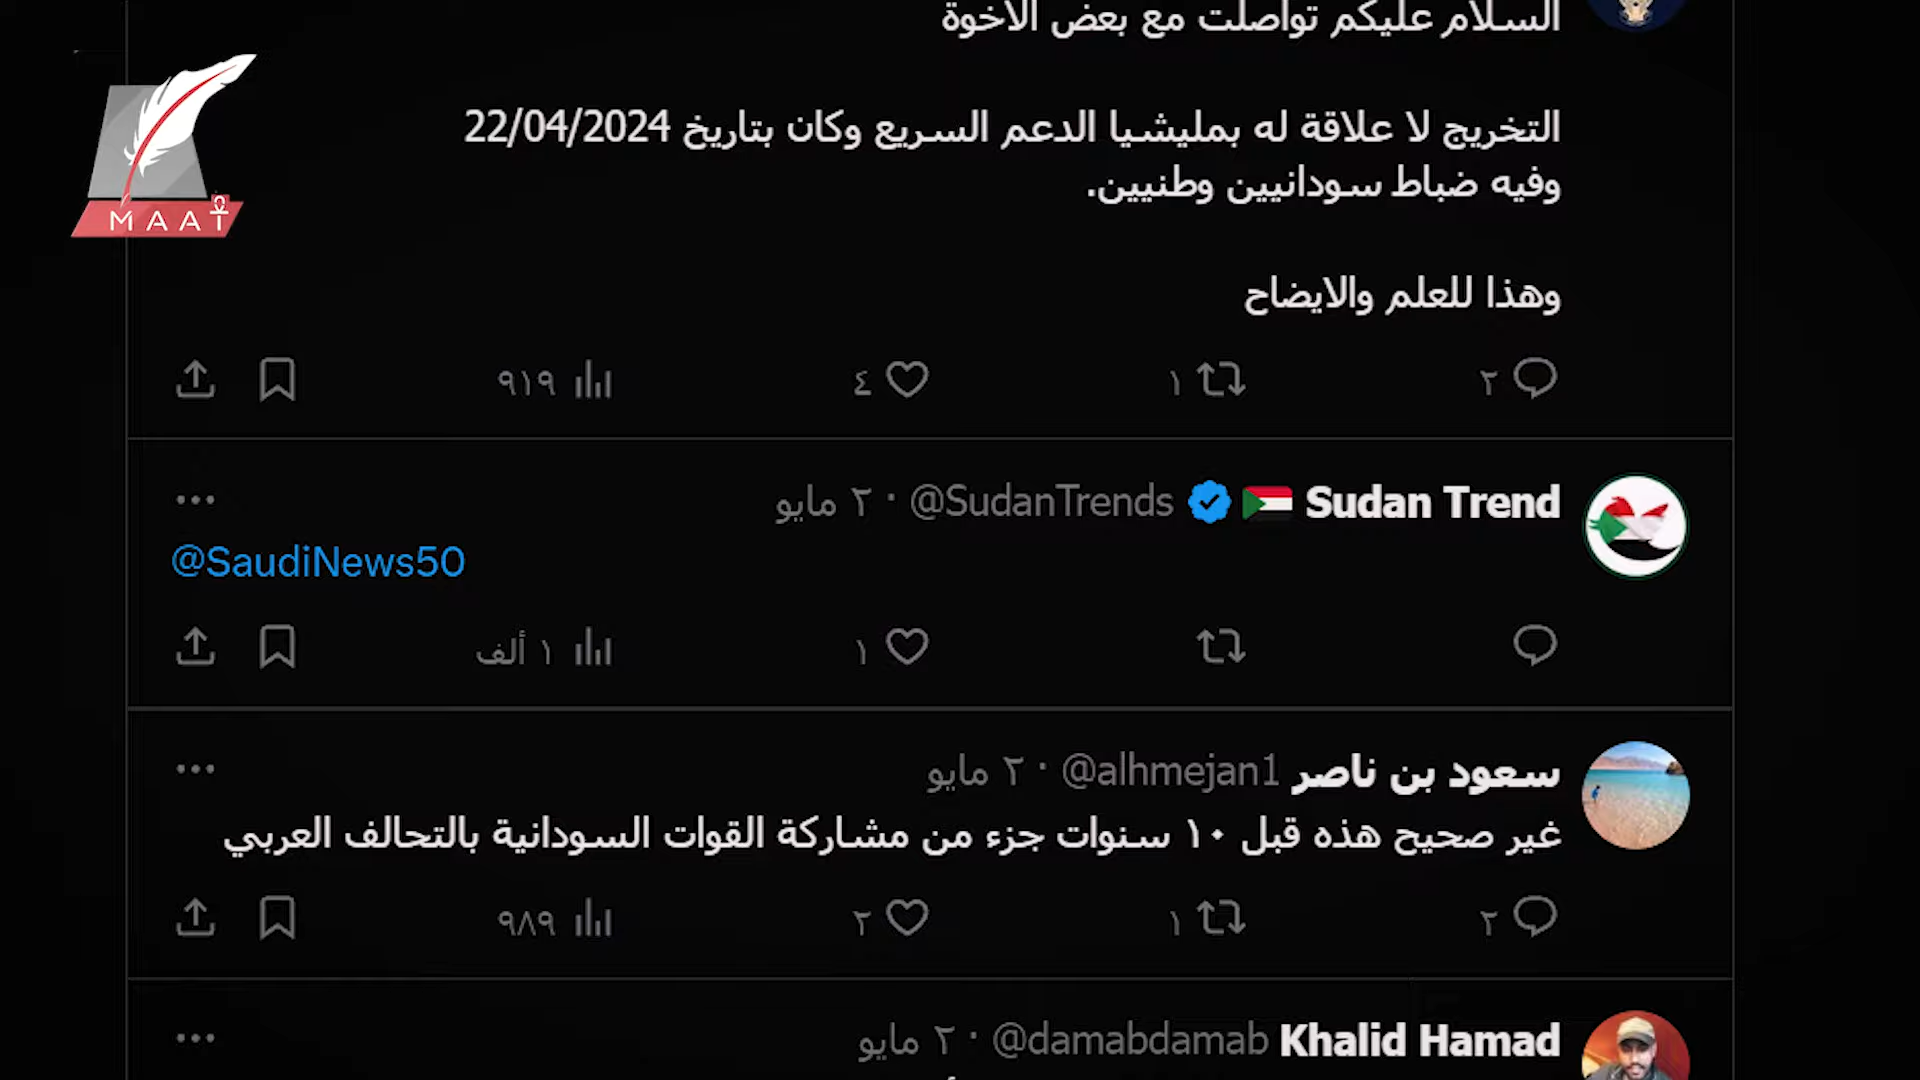 السلام عليكم تواصلت مع بعض الاخوة
MAAT
التخريج لا علاقة له بمليشيا الدعم السريع وكان بتاريخ 22/04/2024
وفيه ضباط سودانيين وطنيين.
وهذا للعلم والايضاح
٢ ١ ٤ ٩١٩
Sudan Trend @SudanTrends · ٢ مايو
@SaudiNews50
١ ١ ألف
سعود بن ناصر @alhmejan1 · ٢ مايو
غير صحيح هذه قبل ١٠ سنوات جزء من مشاركة القوات السودانية بالتحالف العربي
٢ ١ ٢ ٩٨٩
Khalid Hamad @damabdamab · ٢ مايو